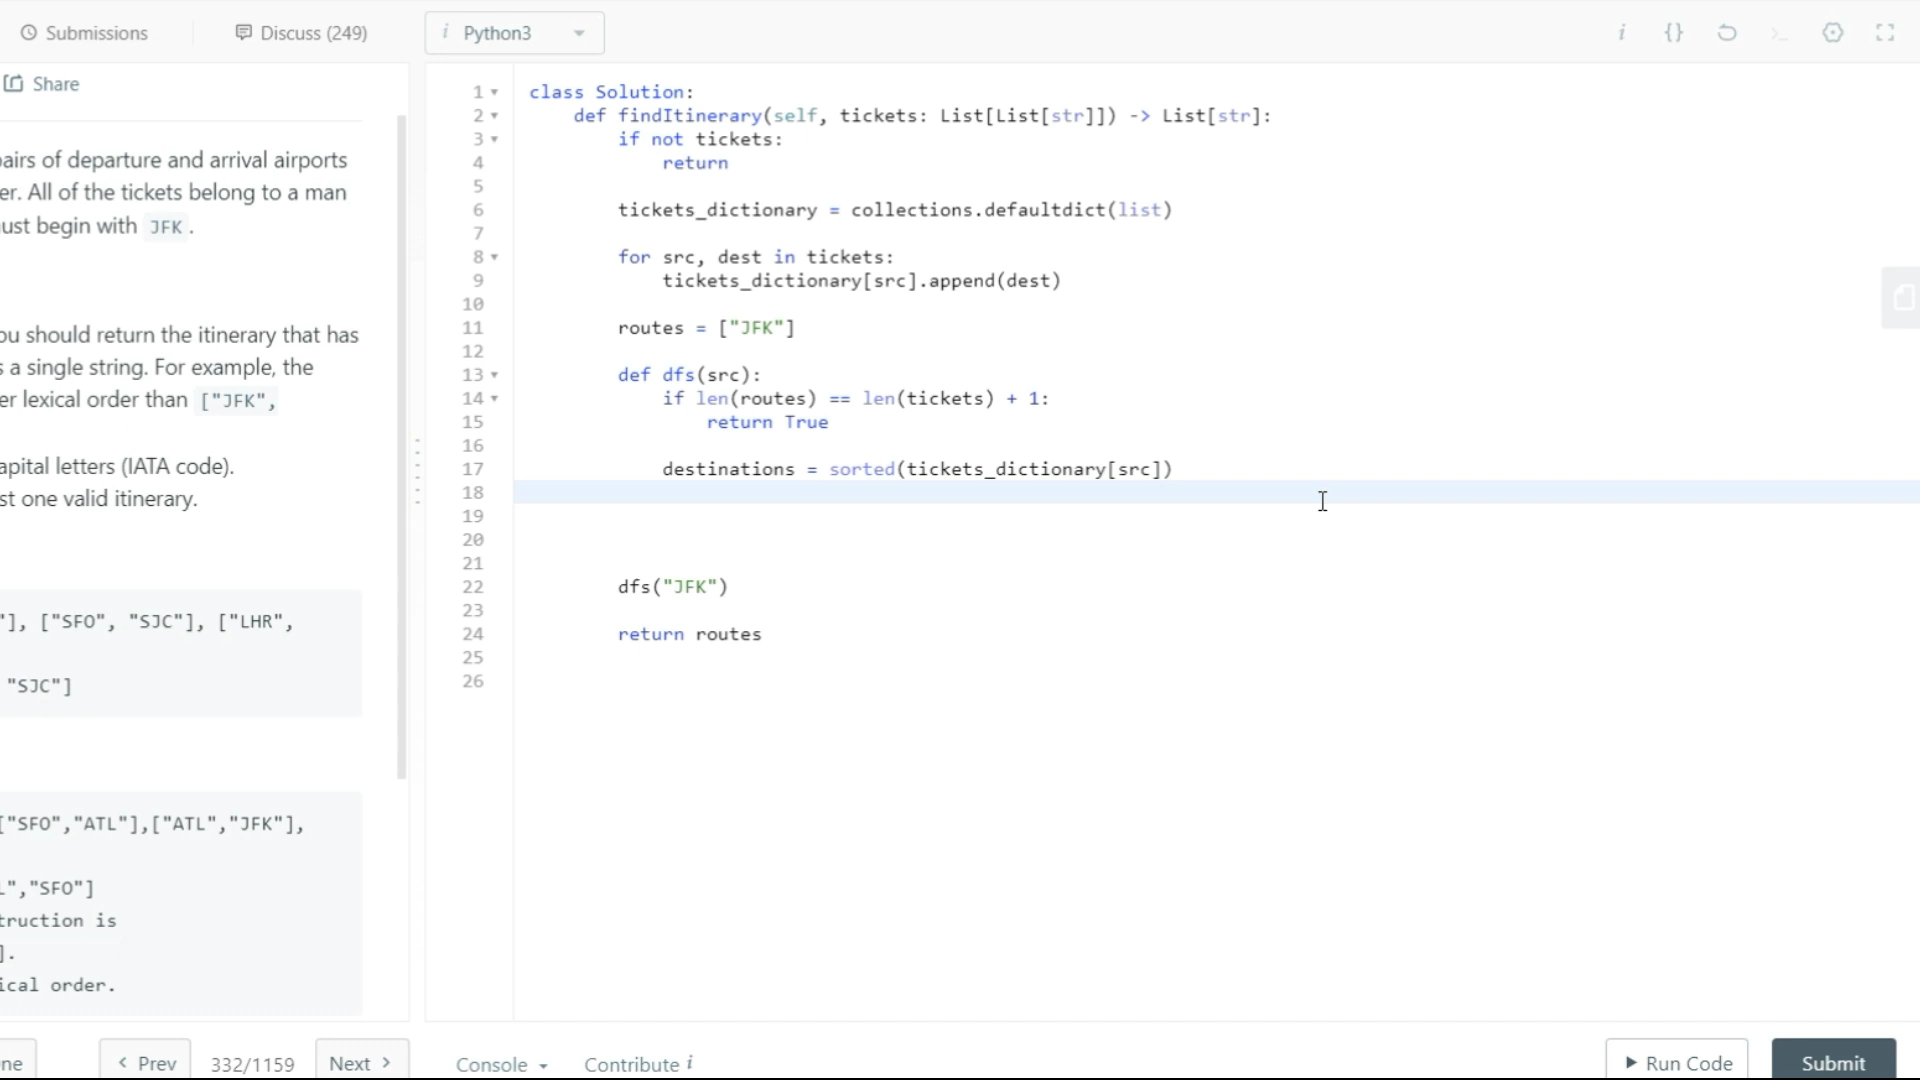 Submissions
Discuss (249)
i Python3
i {}
Share
airs of departure and arrival airports
er. All of the tickets belong to a man
ust begin with JFK.
ou should return the itinerary that has
s a single string. For example, the
er lexical order than ["JFK",
apital letters (IATA code).
st one valid itinerary.
"], ["SFO", "SJC"], ["LHR",
"SJC"]
["SFO","ATL"],["ATL","JFK"],
","SFO"]
truction is
].
ical order.
1 class Solution:
2 def findItinerary(self, tickets: List[List[str]]) -> List[str]:
3 if not tickets:
4 return
5
6 tickets_dictionary = collections.defaultdict(list)
7
8 for src, dest in tickets:
9 tickets_dictionary[src].append(dest)
10
11 routes = ["JFK"]
12
13 def dfs(src):
14 if len(routes) == len(tickets) + 1:
15 return True
16
17 destinations = sorted(tickets_dictionary[src])
18
19
20
21
22 dfs("JFK")
23
24 return routes
25
26
ne
< Prev
332/1159
Next >
Console
Contribute i
Run Code
Submit